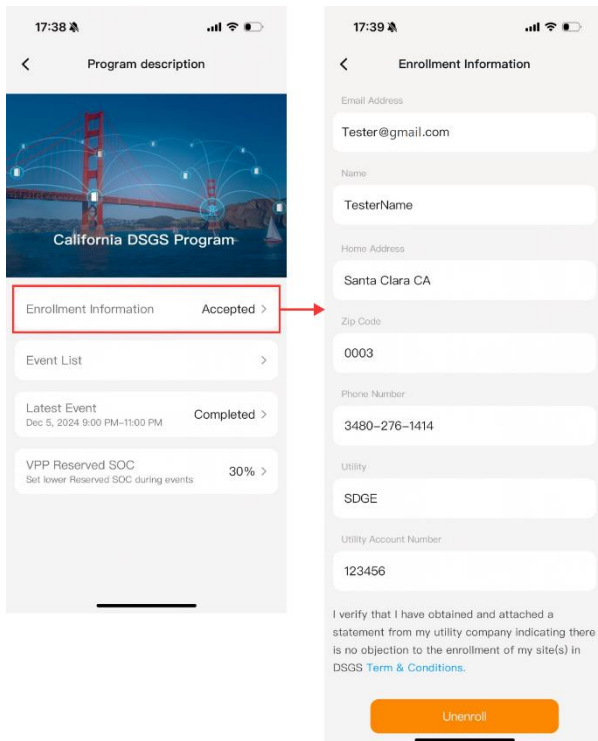 17:38
Program description
California DSGS Program
Enrollment Information Accepted >
Event List >
Latest Event
Dec 5, 2024 9:00 PM-11:00 PM
Completed >
VPP Reserved SOC
Set lower Reserved SOC during events
30% >
17:39
Enrollment Information
Email Address
Tester@gmail.com
Name
TesterName
Home Address
Santa Clara CA
Zip Code
0003
Phone Number
3480-276-1414
Utility
SDGE
Utility Account Number
123456
I verify that I have obtained and attached a
statement from my utility company indicating there
is no objection to the enrollment of my site(s) in
DSGS Term & Conditions.
Unenroll